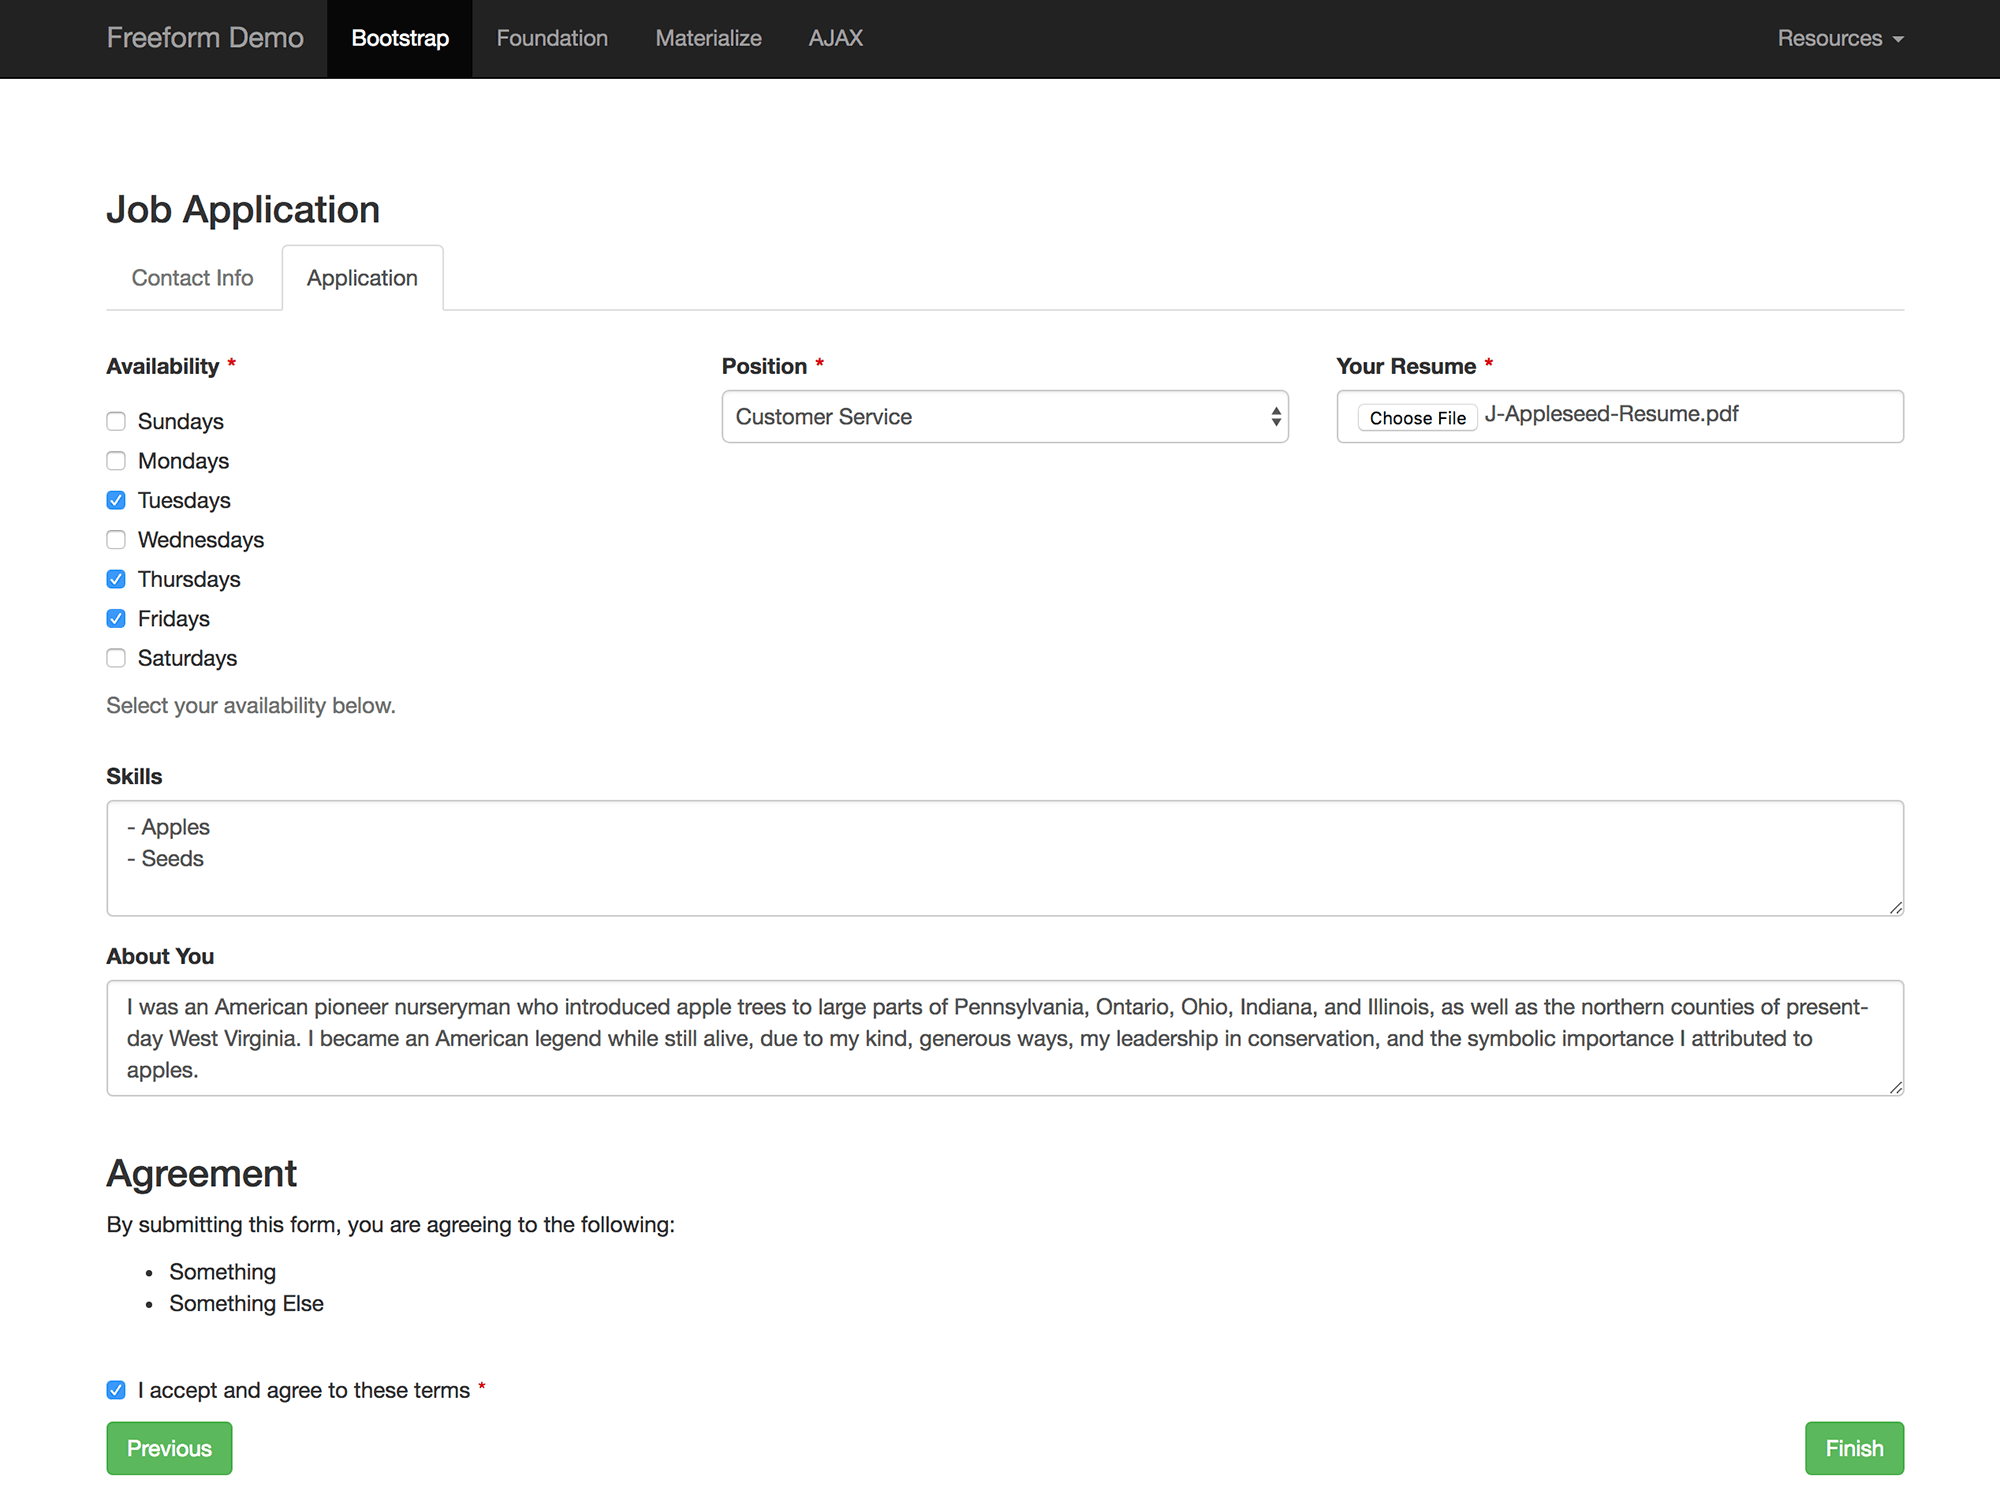 Freeform Demo Bootstrap Foundation Materialize AJAX Resources
Job Application
Contact Info Application
Availability *
Sundays
Mondays
Tuesdays
Wednesdays
Thursdays
Fridays
Saturdays
Select your availability below.
Position *
Customer Service
Your Resume *
Choose File J-Appleseed-Resume.pdf
Skills
- Apples
- Seeds
About You
I was an American pioneer nurseryman who introduced apple trees to large parts of Pennsylvania, Ontario, Ohio, Indiana, and Illinois, as well as the northern counties of present-
day West Virginia. I became an American legend while still alive, due to my kind, generous ways, my leadership in conservation, and the symbolic importance I attributed to
apples.
Agreement
By submitting this form, you are agreeing to the following:
• Something
• Something Else
I accept and agree to these terms *
Previous Finish